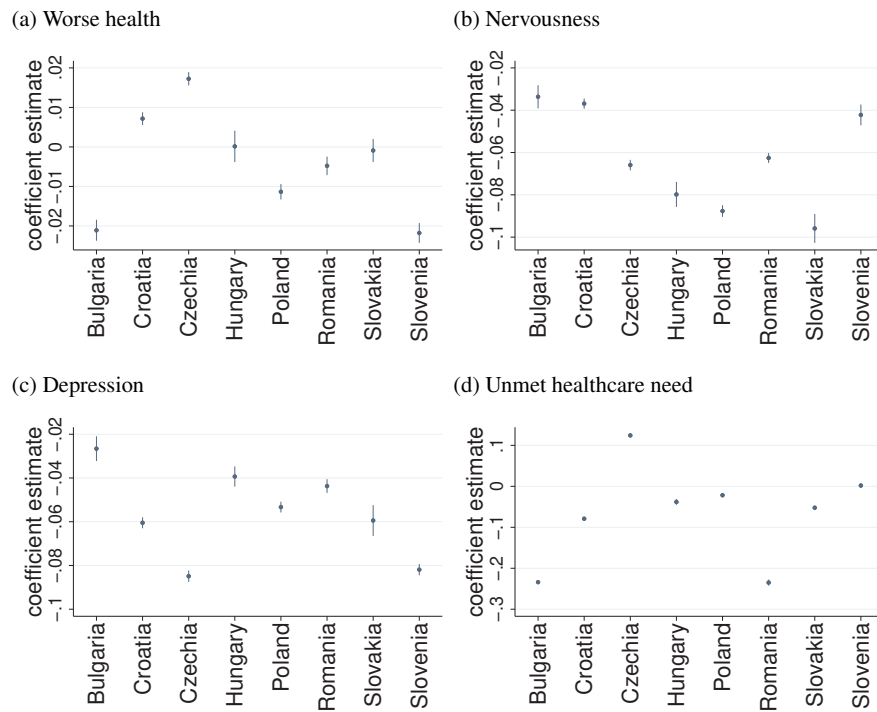 (a) Worse health
coefficient estimate
.02
.01
0
−.01
−.02
Bulgaria
Croatia
Czechia
Hungary
Poland
Romania
Slovakia
Slovenia
(b) Nervousness
coefficient estimate
−.02
−.04
−.06
−.08
−.1
Bulgaria
Croatia
Czechia
Hungary
Poland
Romania
Slovakia
Slovenia
(c) Depression
coefficient estimate
−.02
−.04
−.06
−.08
−.1
Bulgaria
Croatia
Czechia
Hungary
Poland
Romania
Slovakia
Slovenia
(d) Unmet healthcare need
coefficient estimate
.1
0
−.1
−.2
−.3
Bulgaria
Croatia
Czechia
Hungary
Poland
Romania
Slovakia
Slovenia